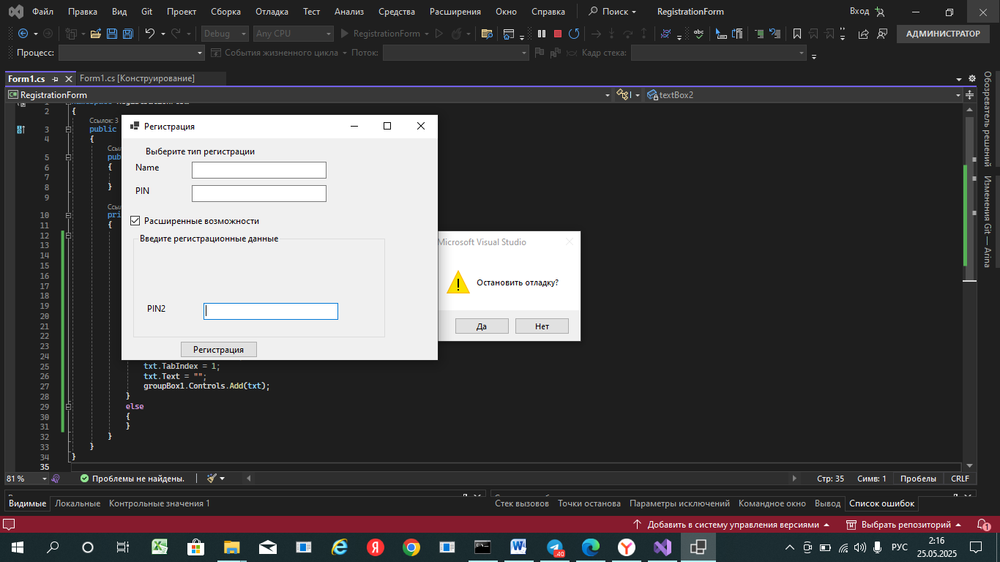 Файл Правка Вид Git Проект Сборка Отладка Тест Анализ Средства Расширения Окно Справка Поиск RegistrationForm Вход
Debug Any CPU RegistrationForm abc АДМИНИСТРАТОР
Процесс: События жизненного цикла Поток: Кадр стека:
Form1.cs Form1.cs [Конструирование]
C# RegistrationForm textBox2
Обозреватель решений
Изменения Git — Arina
2 {
Ссылок: 3
3 public
4 {
5
6 {
7
8 }
9
10
11 {
12
13
14
15
16
17
18
19
20
21
22
23
24
25 txt.TabIndex = 1;
26 txt.Text = "";
27 groupBox1.Controls.Add(txt);
28 }
29 else
30 {
31 }
32 }
33 }
34 }
35
Регистрация
Выберите тип регистрации
Name
PIN
Расширенные возможности
Введите регистрационные данные
PIN2
Регистрация
Microsoft Visual Studio
Остановить отладку?
Да Нет
81 % Проблемы не найдены. Стр: 35 Симв: 1 Пробелы CRLF
Видимые Локальные Контрольные значения 1 Стек вызовов Точки останова Параметры исключений Командное окно Вывод Список ошибок
Добавить в систему управления версиями Выбрать репозиторий 1
.40 РУС 2:16
25.05.2025